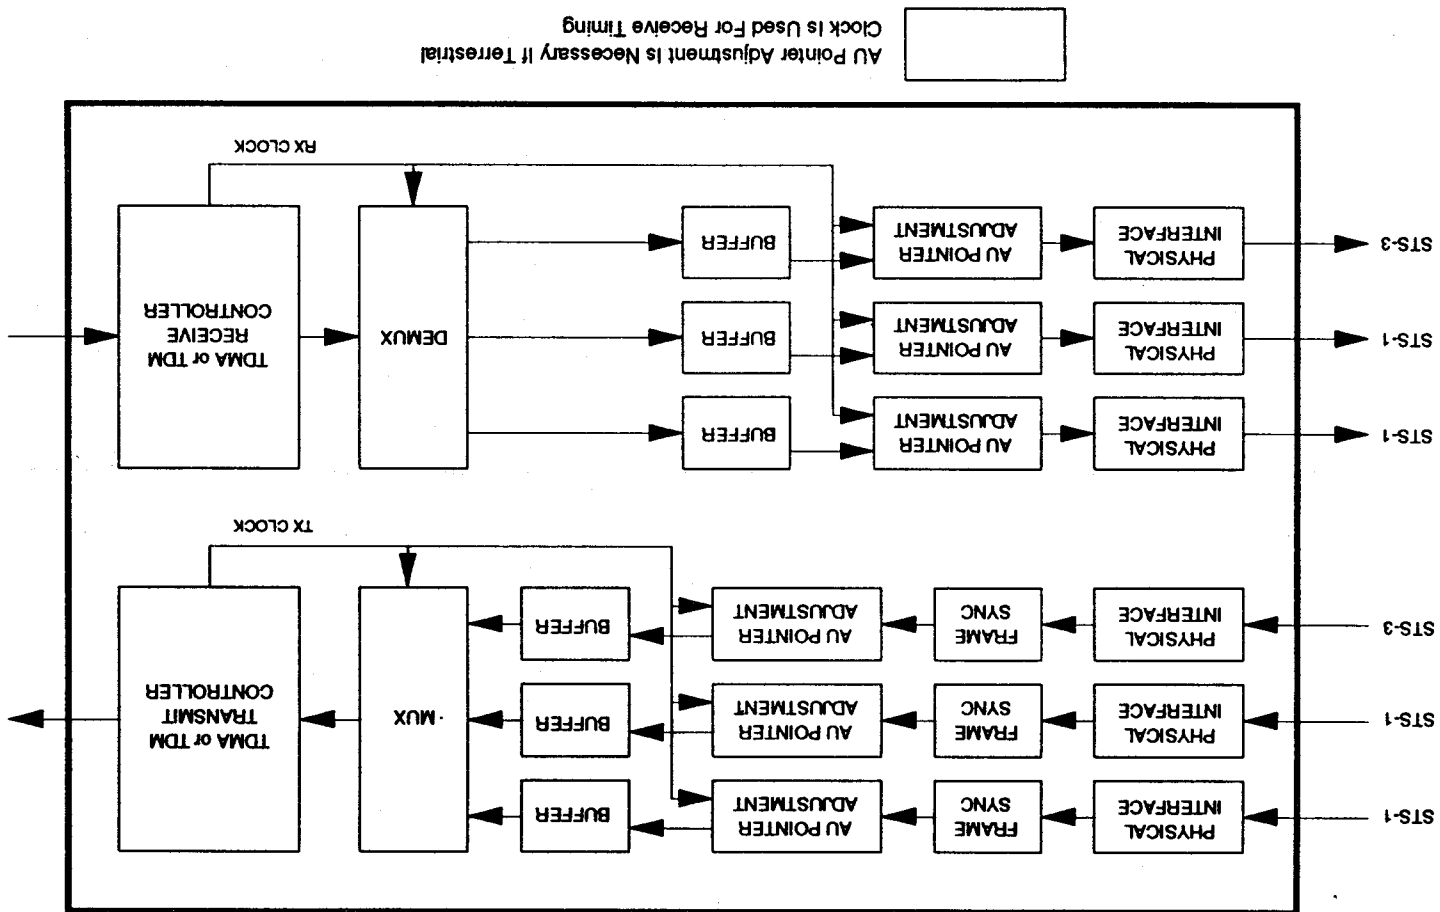 STS-1
PHYSICAL
INTERFACE
FRAME
SYNC
AU POINTER
ADJUSTMENT
BUFFER
STS-1
PHYSICAL
INTERFACE
FRAME
SYNC
AU POINTER
ADJUSTMENT
BUFFER
MUX
TDMA or TDM
TRANSMIT
CONTROLLER
STS-3
PHYSICAL
INTERFACE
FRAME
SYNC
AU POINTER
ADJUSTMENT
BUFFER
TX CLOCK
STS-1
PHYSICAL
INTERFACE
AU POINTER
ADJUSTMENT
BUFFER
STS-1
PHYSICAL
INTERFACE
AU POINTER
ADJUSTMENT
BUFFER
DEMUX
TDMA or TDM
RECEIVE
CONTROLLER
STS-3
PHYSICAL
INTERFACE
AU POINTER
ADJUSTMENT
BUFFER
RX CLOCK
AU Pointer Adjustment Is Necessary If Terrestrial
Clock Is Used For Receive Timing